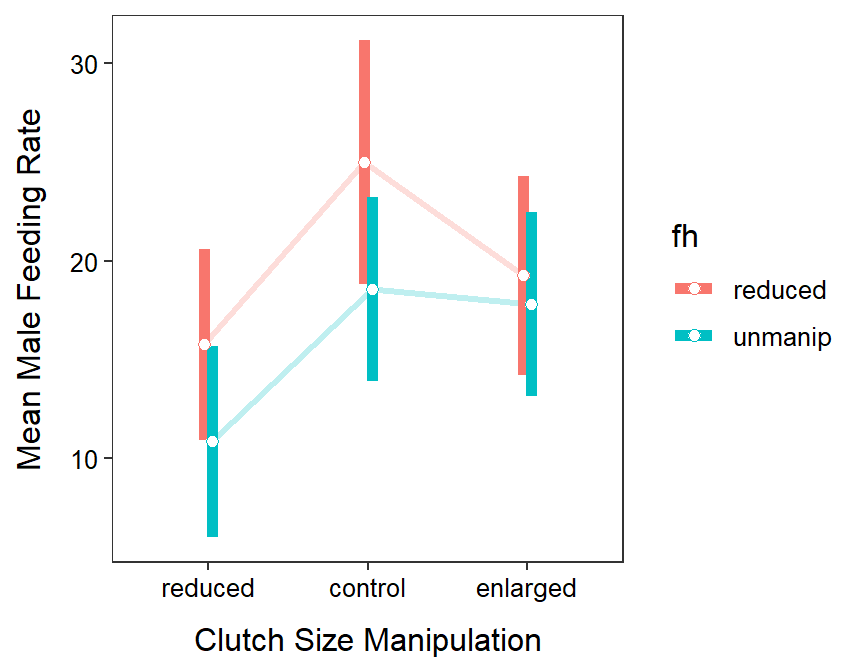 Mean Male Feeding Rate
30
20
10
reduced
control
enlarged
Clutch Size Manipulation
fh
reduced
unmanip